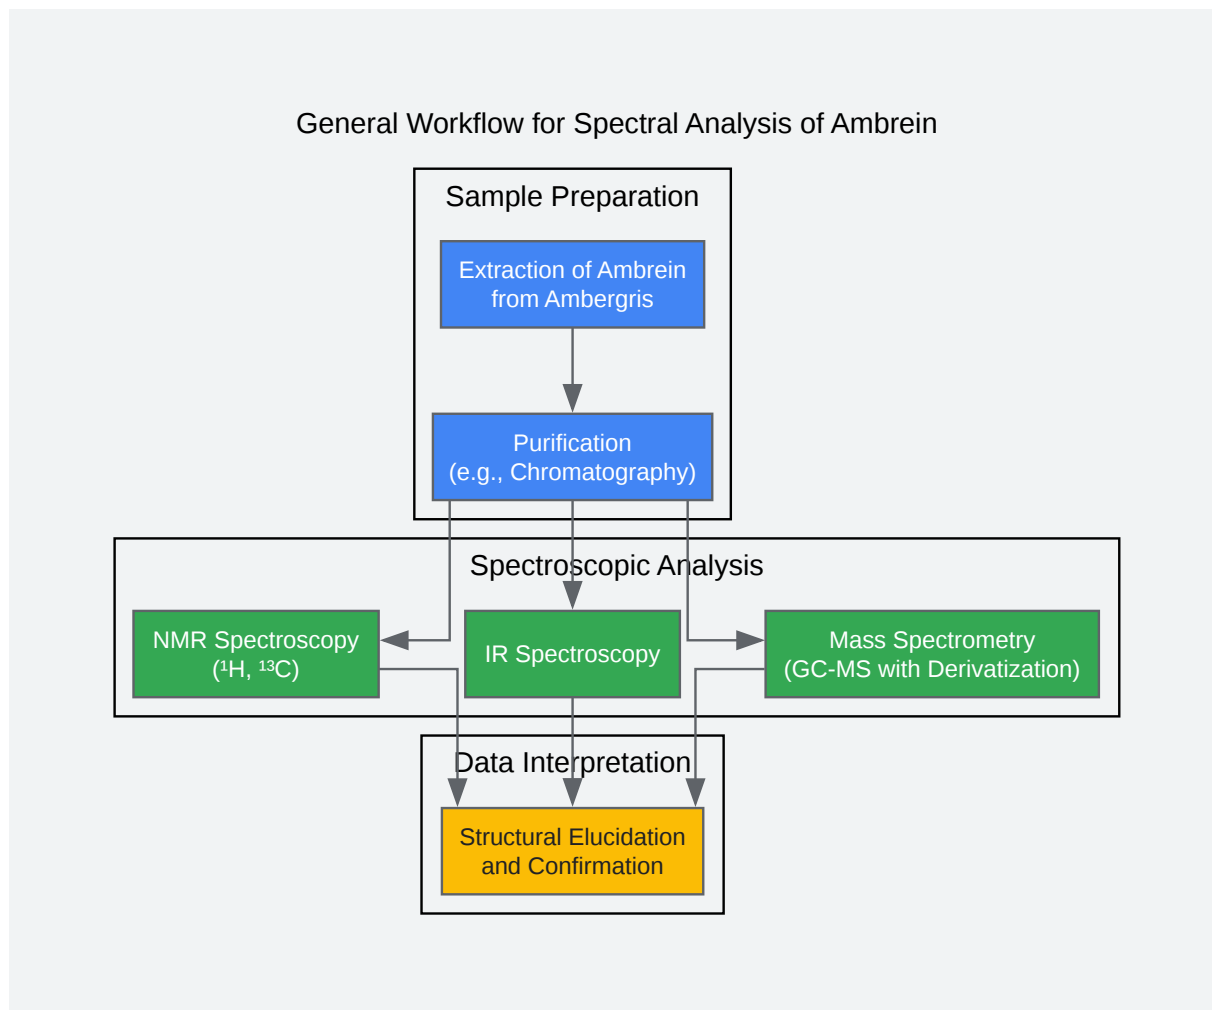 General Workflow for Spectral Analysis of Ambrein
Sample Preparation
Extraction of Ambrein
from Ambergris
Purification
(e.g., Chromatography)
Spectroscopic Analysis
NMR Spectroscopy
(¹H, ¹³C)
IR Spectroscopy
Mass Spectrometry
(GC-MS with Derivatization)
Data Interpretation
Structural Elucidation
and Confirmation